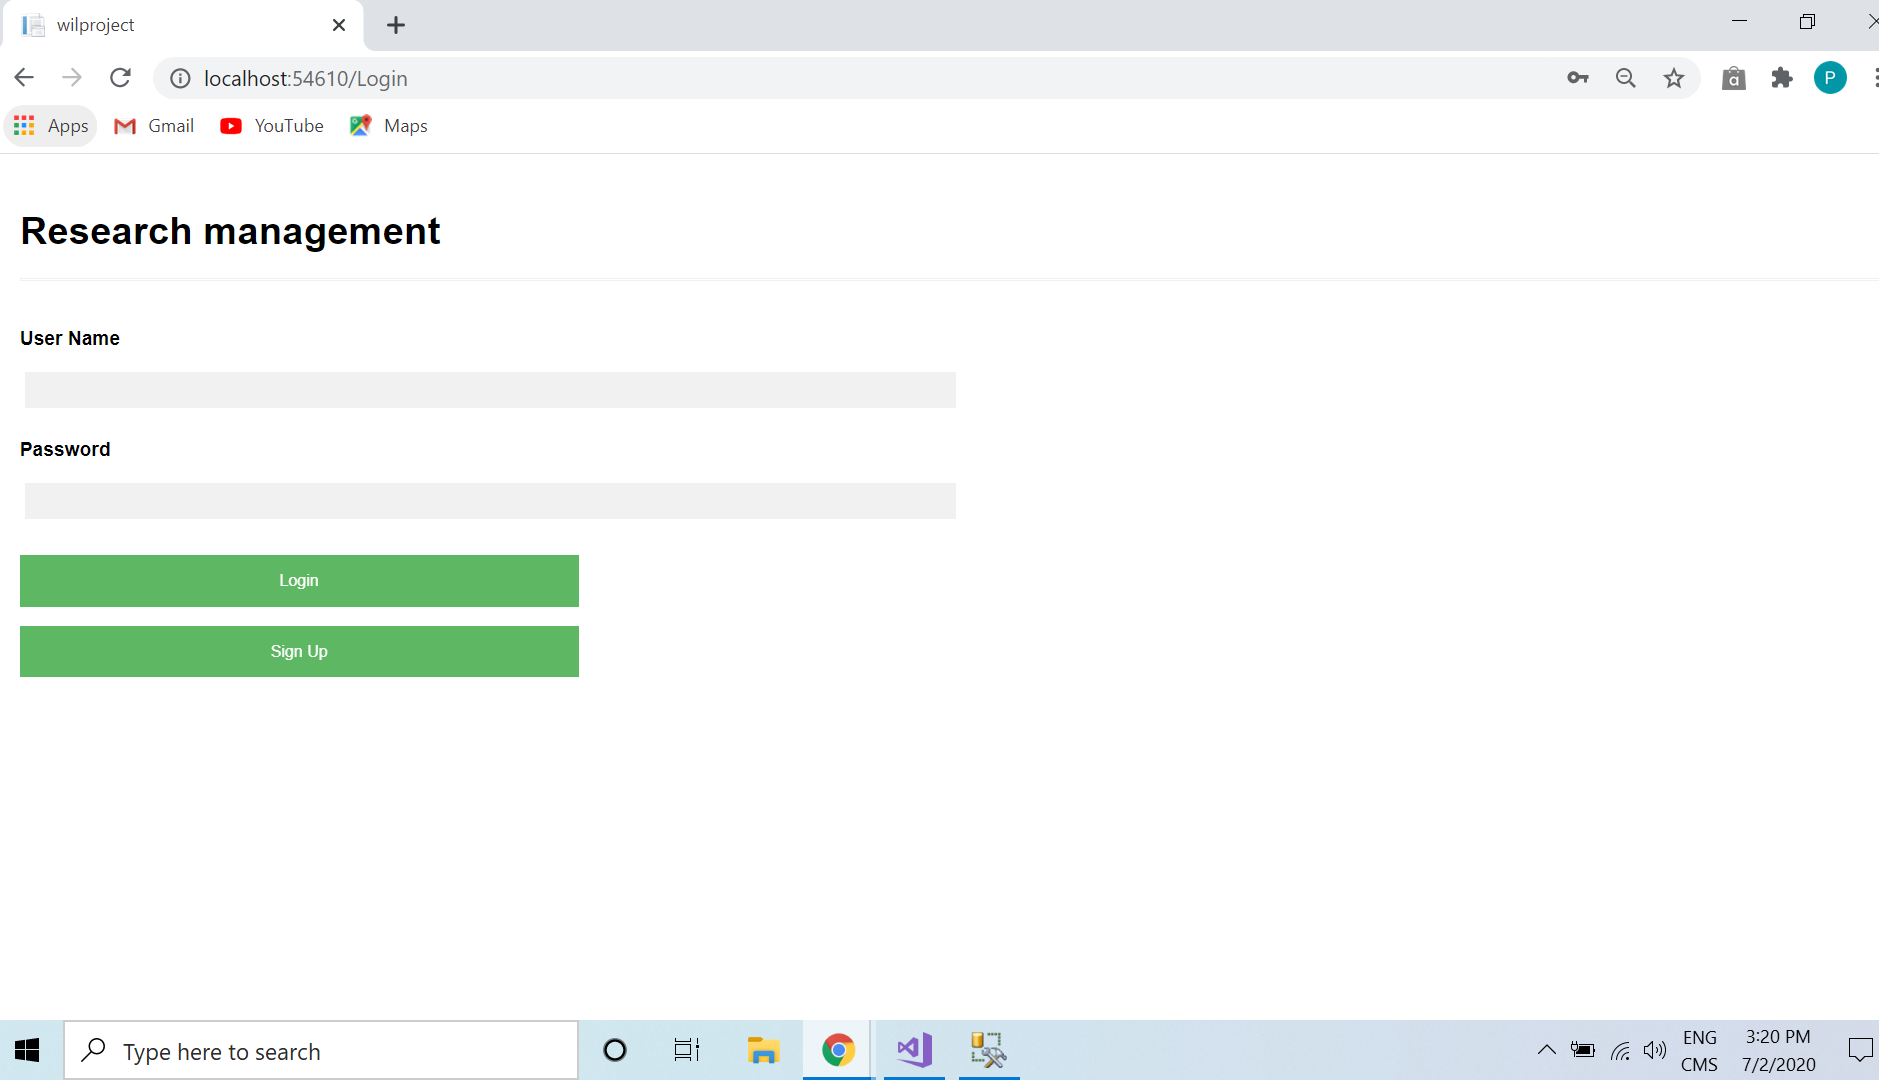 wilproject
localhost:54610/Login
a
P
Apps
Gmail
YouTube
Maps
Research management
User Name
Password
Login
Sign Up
Type here to search
ENG
CMS
3:20 PM
7/2/2020